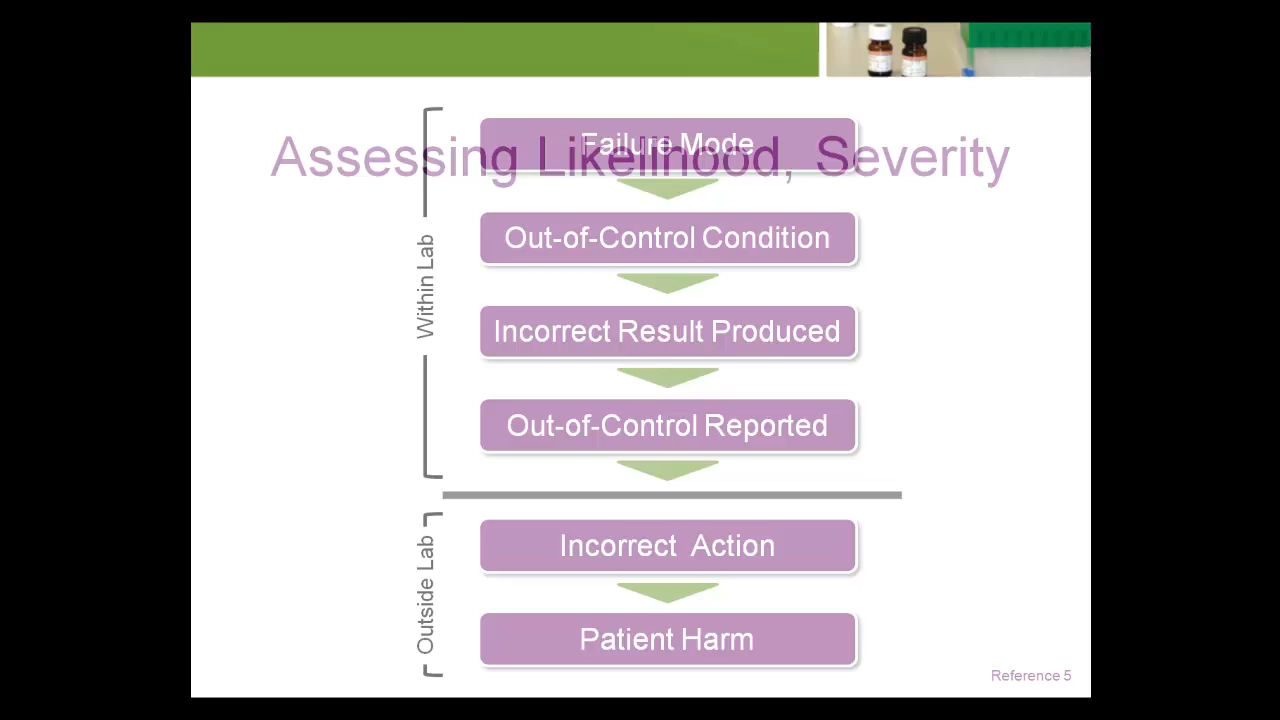 Assessing Likelihood, Severity
Failure Mode
Out-of-Control Condition
Incorrect Result Produced
Out-of-Control Reported
Within Lab
Incorrect Action
Patient Harm
Outside Lab
Reference 5